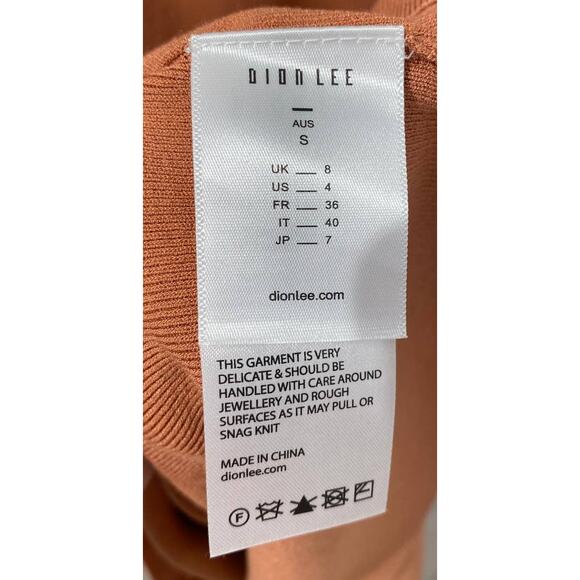 DION LEE
AUS
S
UK 8
US 4
FR 36
IT 40
JP 7
dionlee.com
THIS GARMENT IS VERY
DELICATE & SHOULD BE
HANDLED WITH CARE AROUND
JEWELLERY AND ROUGH
SURFACES AS IT MAY PULL OR
SNAG KNIT
MADE IN CHINA
dionlee.com
F